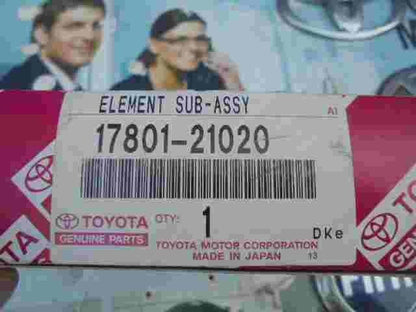 ELEMENT SUB-ASSY
A1
17801-21020
TOYOTA
GENUINE PARTS
QTY:
1
DKe
TOYOTA MOTOR CORPORATION
MADE IN JAPAN
13